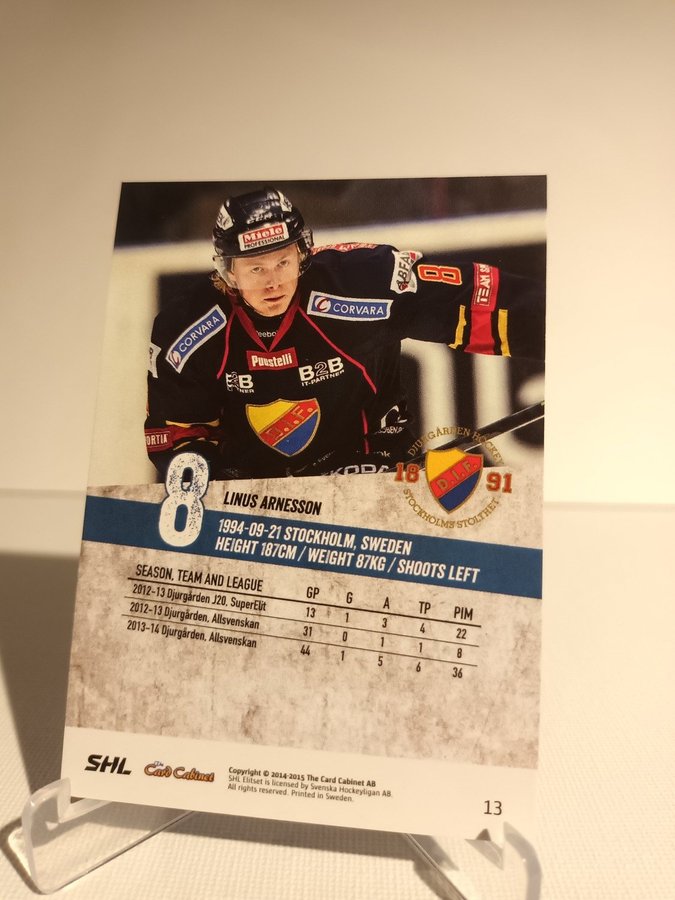 Miele
PROFESSIONAL
CORVARA
CORVARA
8
TEAM
Reebok
Puustelli
B2B
IT-PARTNER
D.I.F.
DJURGÅRDEN HOCKEY
18 91
D.I.F.
STOCKHOLMS STOLTHET
8
LINUS ARNESSON
1994-09-21 STOCKHOLM, SWEDEN
HEIGHT 187CM / WEIGHT 87KG / SHOOTS LEFT
SEASON, TEAM AND LEAGUE GP G A TP PIM
2012-13 Djurgården J20, SuperElit 13 1 3 4 22
2012-13 Djurgården, Allsvenskan 31 0 1 1 8
2013-14 Djurgården, Allsvenskan 44 1 5 6 36
SHL
The Card Cabinet
Copyright © 2014-2015 The Card Cabinet AB
SHL Elitset is licensed by Svenska Hockeyligan AB.
All rights reserved. Printed in Sweden.
13